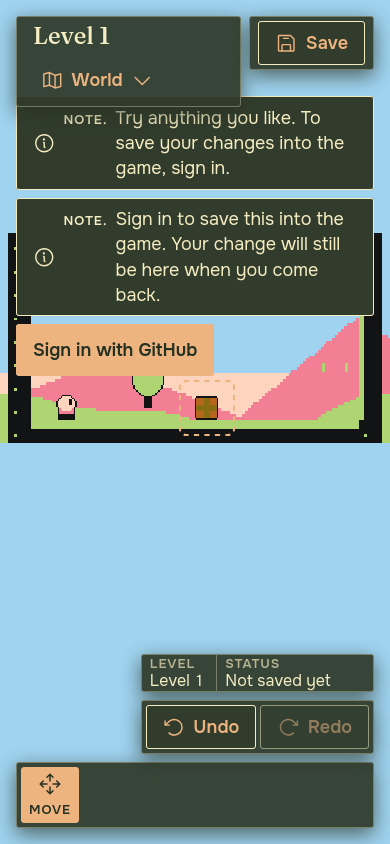 Level 1
World
Save
NOTE. Try anything you like. To
save your changes into the
game, sign in.
NOTE. Sign in to save this into the
game. Your change will still
be here when you come
back.
Sign in with GitHub
LEVEL
Level 1
STATUS
Not saved yet
Undo
Redo
MOVE